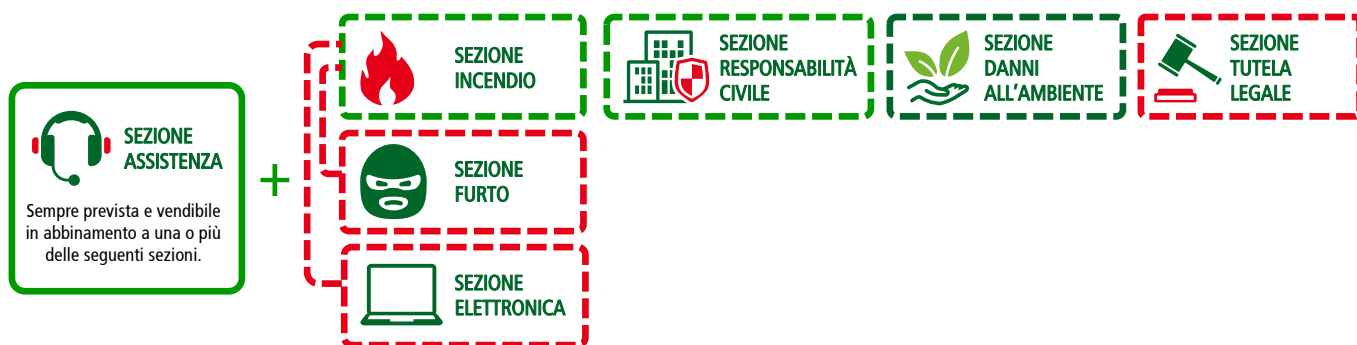 SEZIONE
ASSISTENZA
Sempre prevista e vendibile
in abbinamento a una o più
delle seguenti sezioni.
+
SEZIONE
INCENDIO
SEZIONE
FURTO
SEZIONE
ELETTRONICA
SEZIONE
RESPONSABILITÀ
CIVILE
SEZIONE
DANNI
ALL'AMBIENTE
SEZIONE
TUTELA
LEGALE